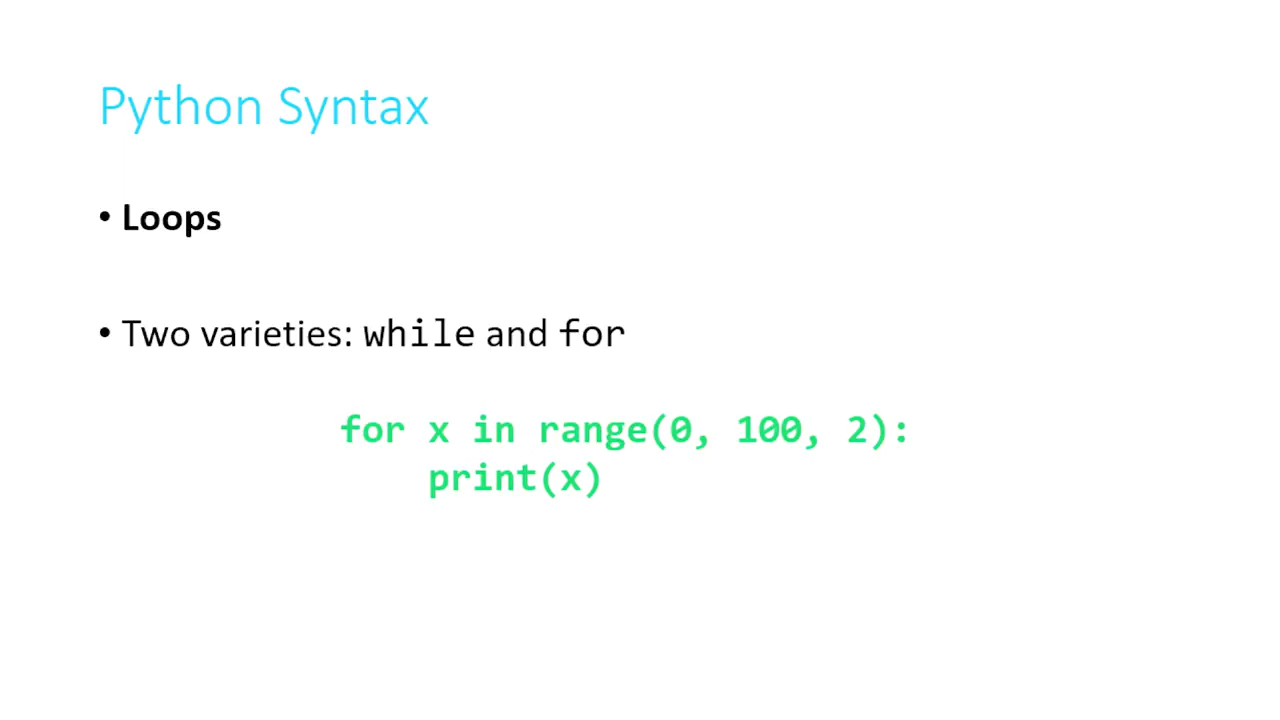 Python Syntax
• Loops
• Two varieties: while and for
for x in range(0, 100, 2):
    print(x)